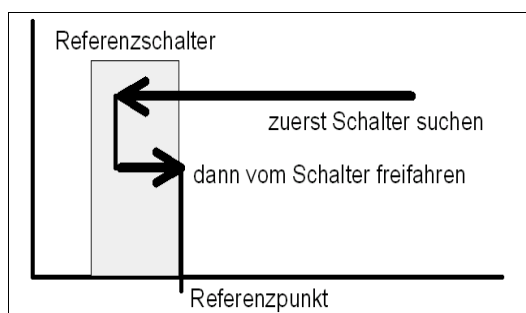 Referenzschalter
zuerst Schalter suchen
dann vom Schalter freifahren
Referenzpunkt